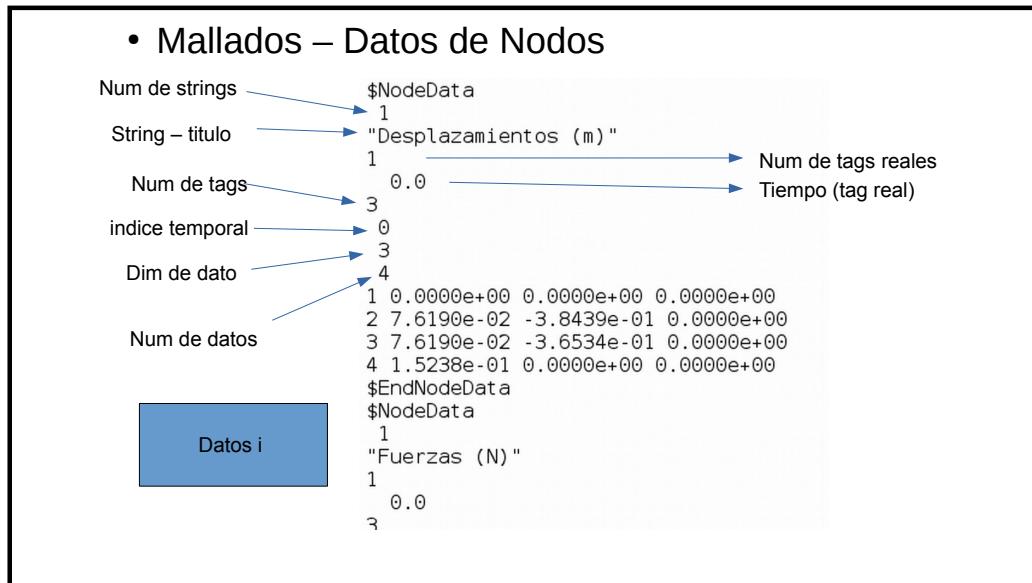 • Mallados – Datos de Nodos
Num de strings
String – titulo
Num de tags
indice temporal
Dim de dato
Num de datos
$NodeData
1
"Desplazamientos (m)"
1
0.0
3
0
3
4
1 0.0000e+00 0.0000e+00 0.0000e+00
2 7.6190e-02 -3.8439e-01 0.0000e+00
3 7.6190e-02 -3.6534e-01 0.0000e+00
4 1.5238e-01 0.0000e+00 0.0000e+00
$EndNodeData
$NodeData
1
"Fuerzas (N)"
1
0.0
3
Num de tags reales
Tiempo (tag real)
Datos i